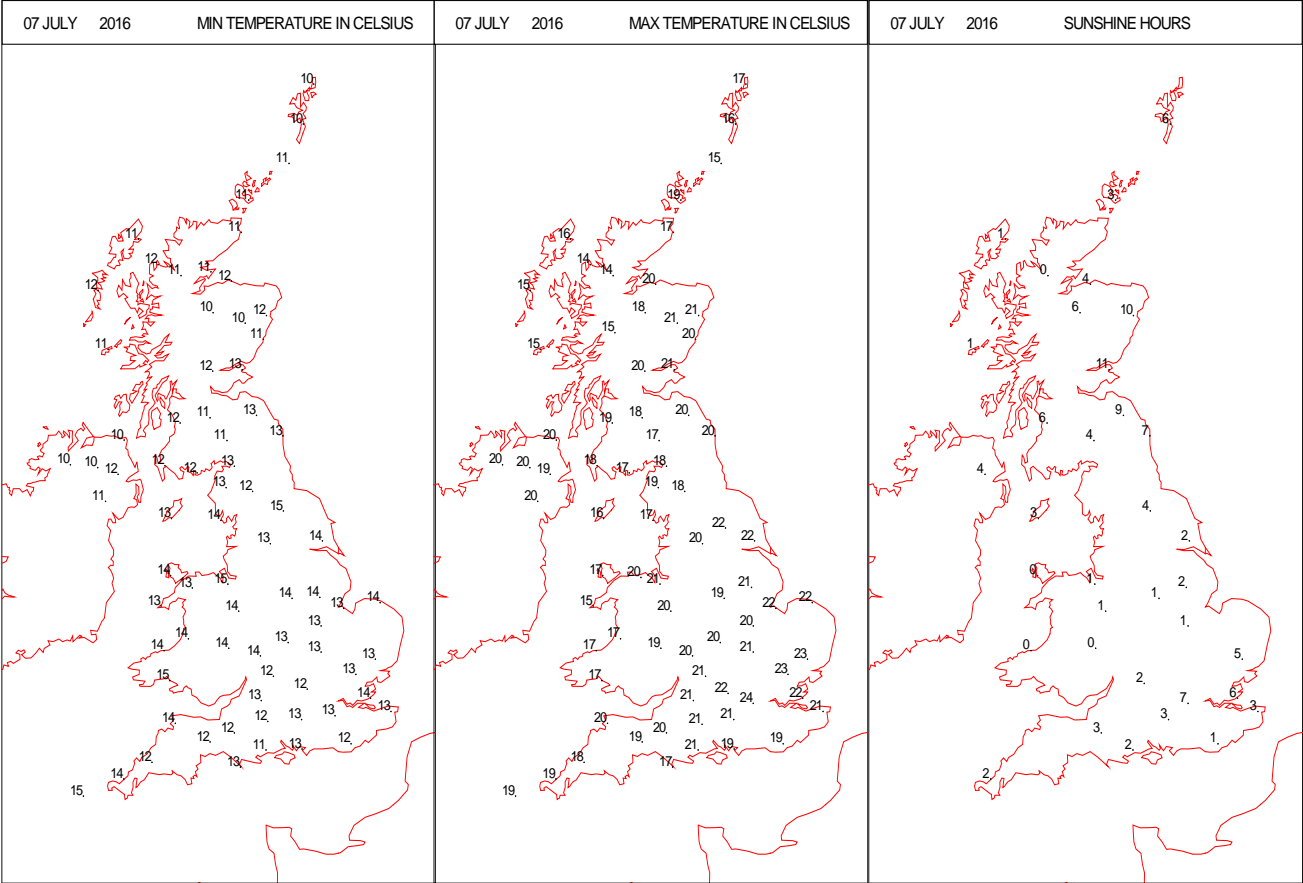 07 JULY 2016 MIN TEMPERATURE IN CELSIUS
10
10
11
11
11
11
12
11 11
12 12
10 12
10
11
11
12 13
11 13
12
10 11 13
10 10 12 12 13
12
11 13 12
13 14 15
13 14
14 13 15
13 14 14 14
14 13
13
14 14 14 13 13
14
15 12 13
13 12 14
14 12 13 13 13
12 12
11 13 12
12 13
14
15
07 JULY 2016 MAX TEMPERATURE IN CELSIUS
17
16
15
19
16 17
14 14
15 20
18 21
15 21
15 20
20 21
19 18 20
20 17 20
20 20 19 18 17 18
20 19 18
16 17 22
20 22
17 20 21 21
15 20 19 22 22
20
17 17 19 20 20 21
17 21 23 23
21 22 24 22
20 21 21 21
19 20 19 19 19
18 17
19
19
07 JULY 2016 SUNSHINE HOURS
6
3
1
0 4
6 10
1
11
6 9
4 7
4
3 4
2
0 1 2
1 1
1
0 0 5
2
7 6
3 3
3 2 1
2